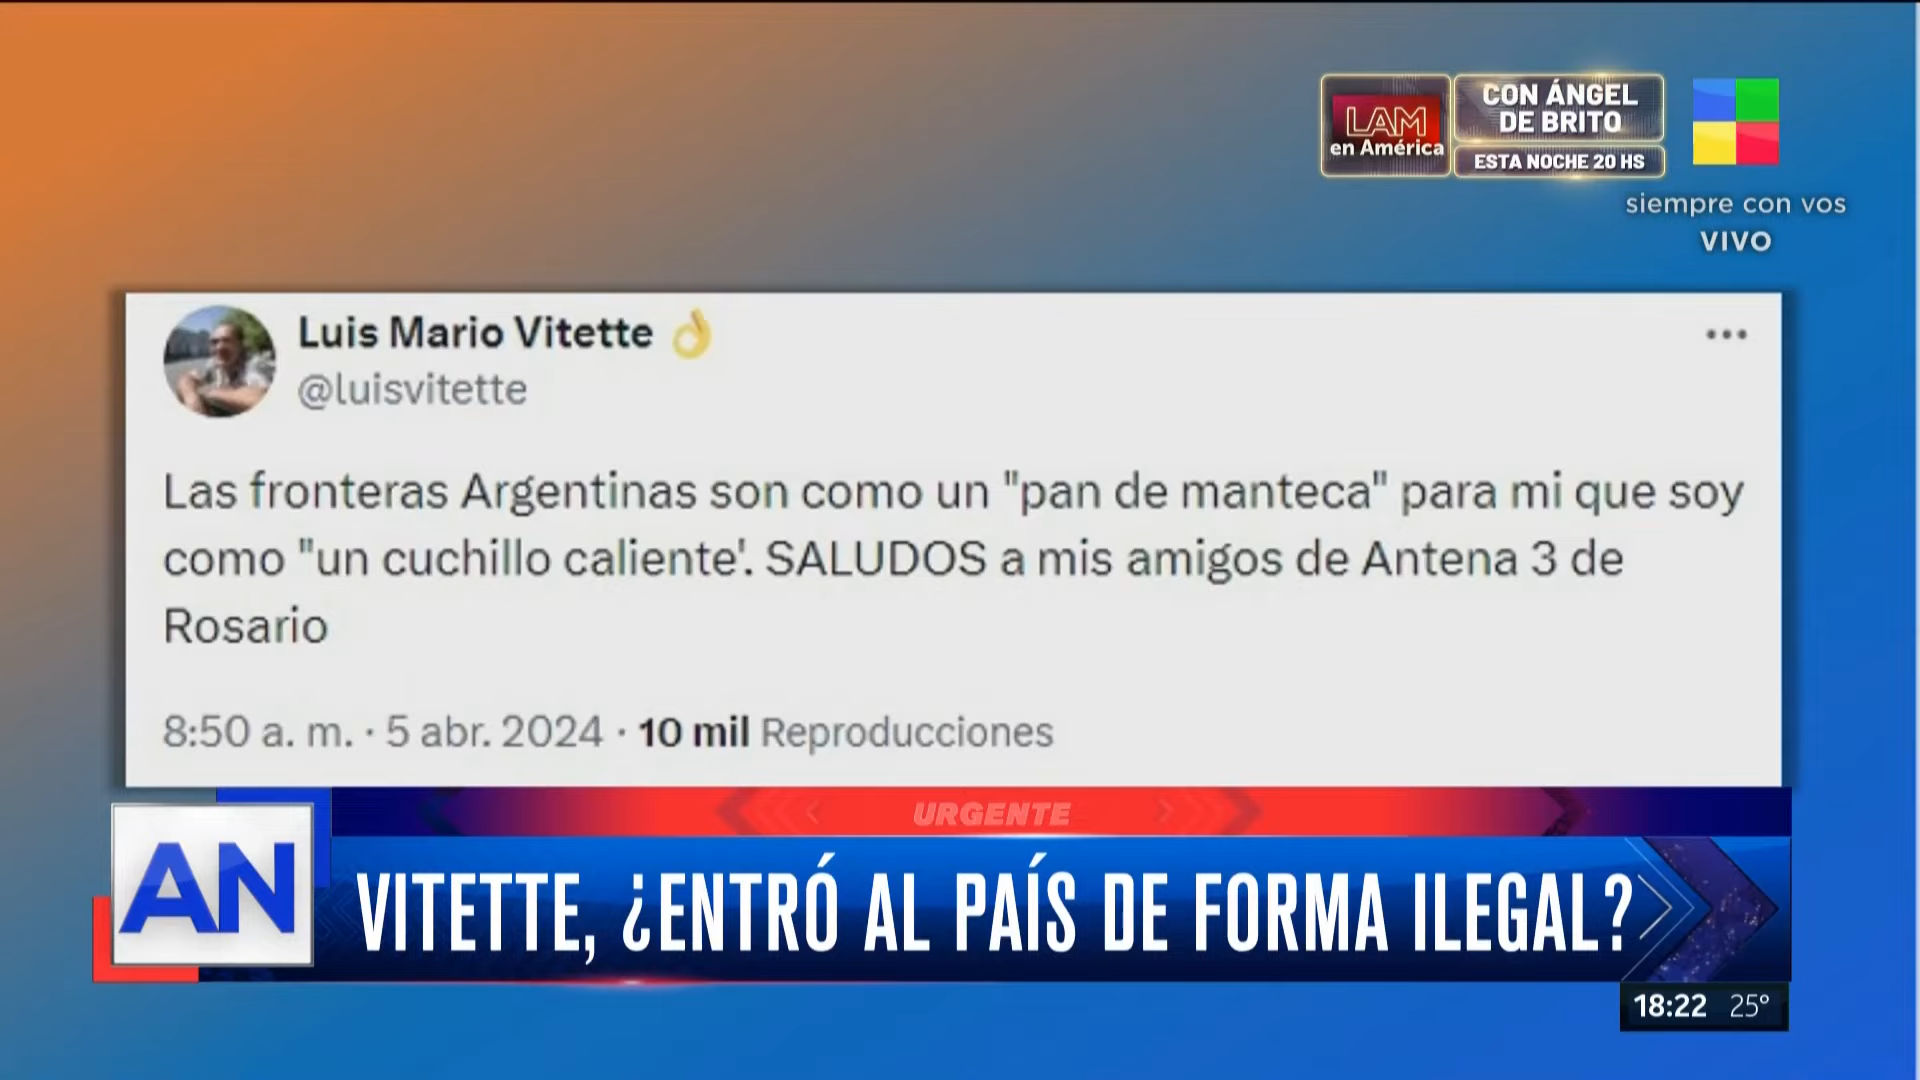 LAM
en América
CON ÁNGEL
DE BRITO
ESTA NOCHE 20 HS
siempre con vos
VIVO
Luis Mario Vitette 👌
@luisvitette
Las fronteras Argentinas son como un "pan de manteca" para mi que soy
como "un cuchillo caliente'. SALUDOS a mis amigos de Antena 3 de
Rosario
8:50 a. m. · 5 abr. 2024 · 10 mil Reproducciones
URGENTE
AN
VITETTE, ¿ENTRÓ AL PAÍS DE FORMA ILEGAL?
18:22 25°